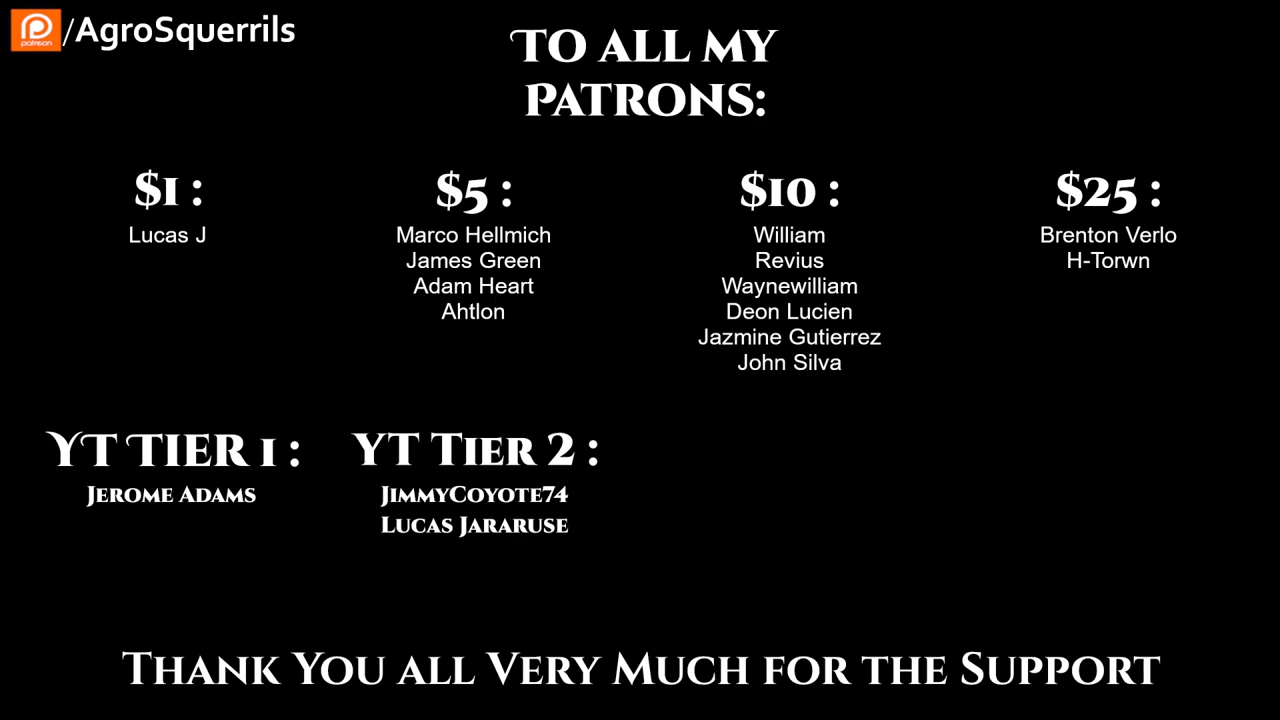 patreon
/AgroSquerrils
To all my
Patrons:
$1 :
Lucas J
$5 :
Marco Hellmich
James Green
Adam Heart
Ahtlon
$10 :
William
Revius
Waynewilliam
Deon Lucien
Jazmine Gutierrez
John Silva
$25 :
Brenton Verlo
H-Torwn
YT Tier 1 :
Jerome Adams
YT Tier 2 :
JimmyCoyote74
Lucas Jararuse
Thank You all Very Much for the Support